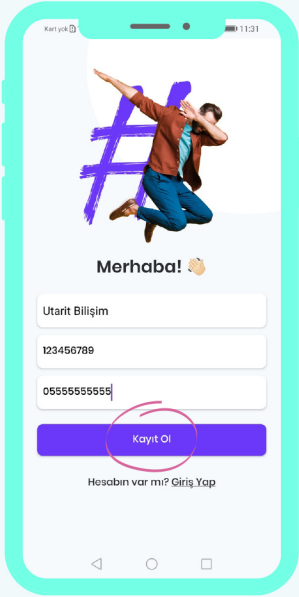 Kart yok
11:31
#
Merhaba! 👋🏻
Utarit Bilişim
123456789
05555555555
Kayıt Ol
Hesabın var mı? Giriş Yap